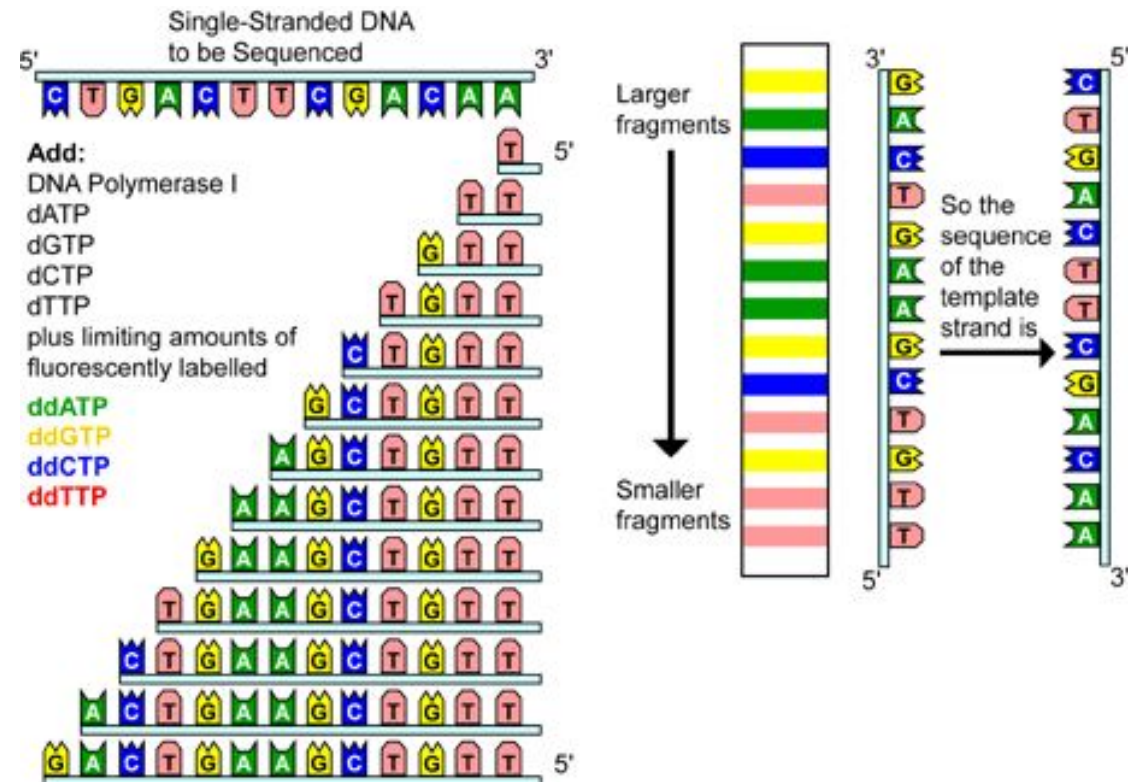 Single-Stranded DNA
to be Sequenced
5'
3'
C T G A C T T C G A C A A
T 5'
Add:
DNA Polymerase I
dATP
dGTP
dCTP
dTTP
plus limiting amounts of
fluorescently labelled
ddATP
ddGTP
ddCTP
ddTTP
T T
G T T
T G T T
C T G T T
G C T G T T
A G C T G T T
A A G C T G T T
G A A G C T G T T
T G A A G C T G T T
C T G A A G C T G T T
A C T G A A G C T G T T
G A C T G A A G C T G T T 5'
Larger
fragments
Smaller
fragments
3'
G
A
C
T
G
A
A
G
C
T
G
T
T
5'
So the
sequence
of the
template
strand is
5'
C
T
G
A
C
T
T
C
G
A
C
A
A
3'